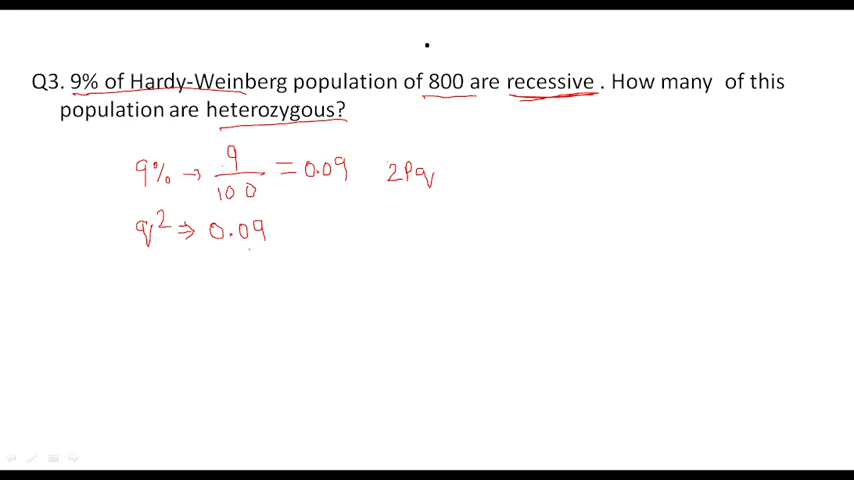 Q3. 9% of Hardy-Weinberg population of 800 are recessive . How many of this
population are heterozygous?
9% → 9/100 = 0.09 2Pq
q² ⇒ 0.09